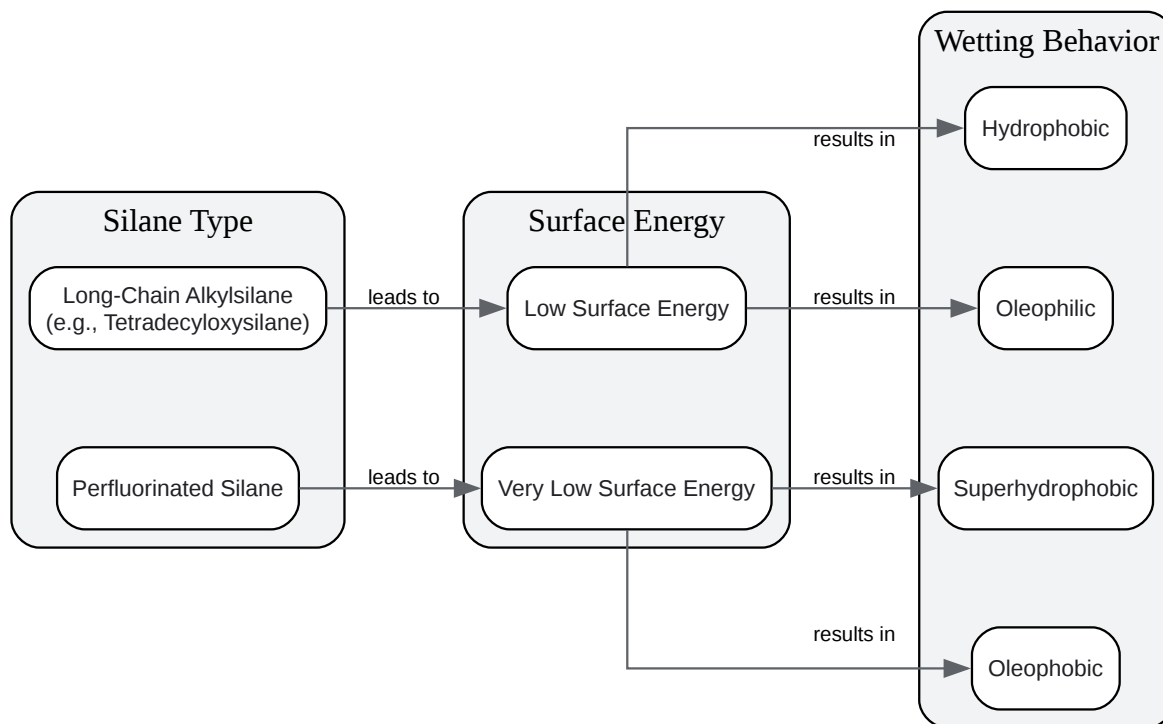 Wetting Behavior
Hydrophobic
results in
Silane Type
Surface Energy
Long-Chain Alkylsilane
(e.g., Tetradecyloxysilane)
leads to
Low Surface Energy
results in
Oleophilic
Perfluorinated Silane
leads to
Very Low Surface Energy
results in
Superhydrophobic
results in
Oleophobic